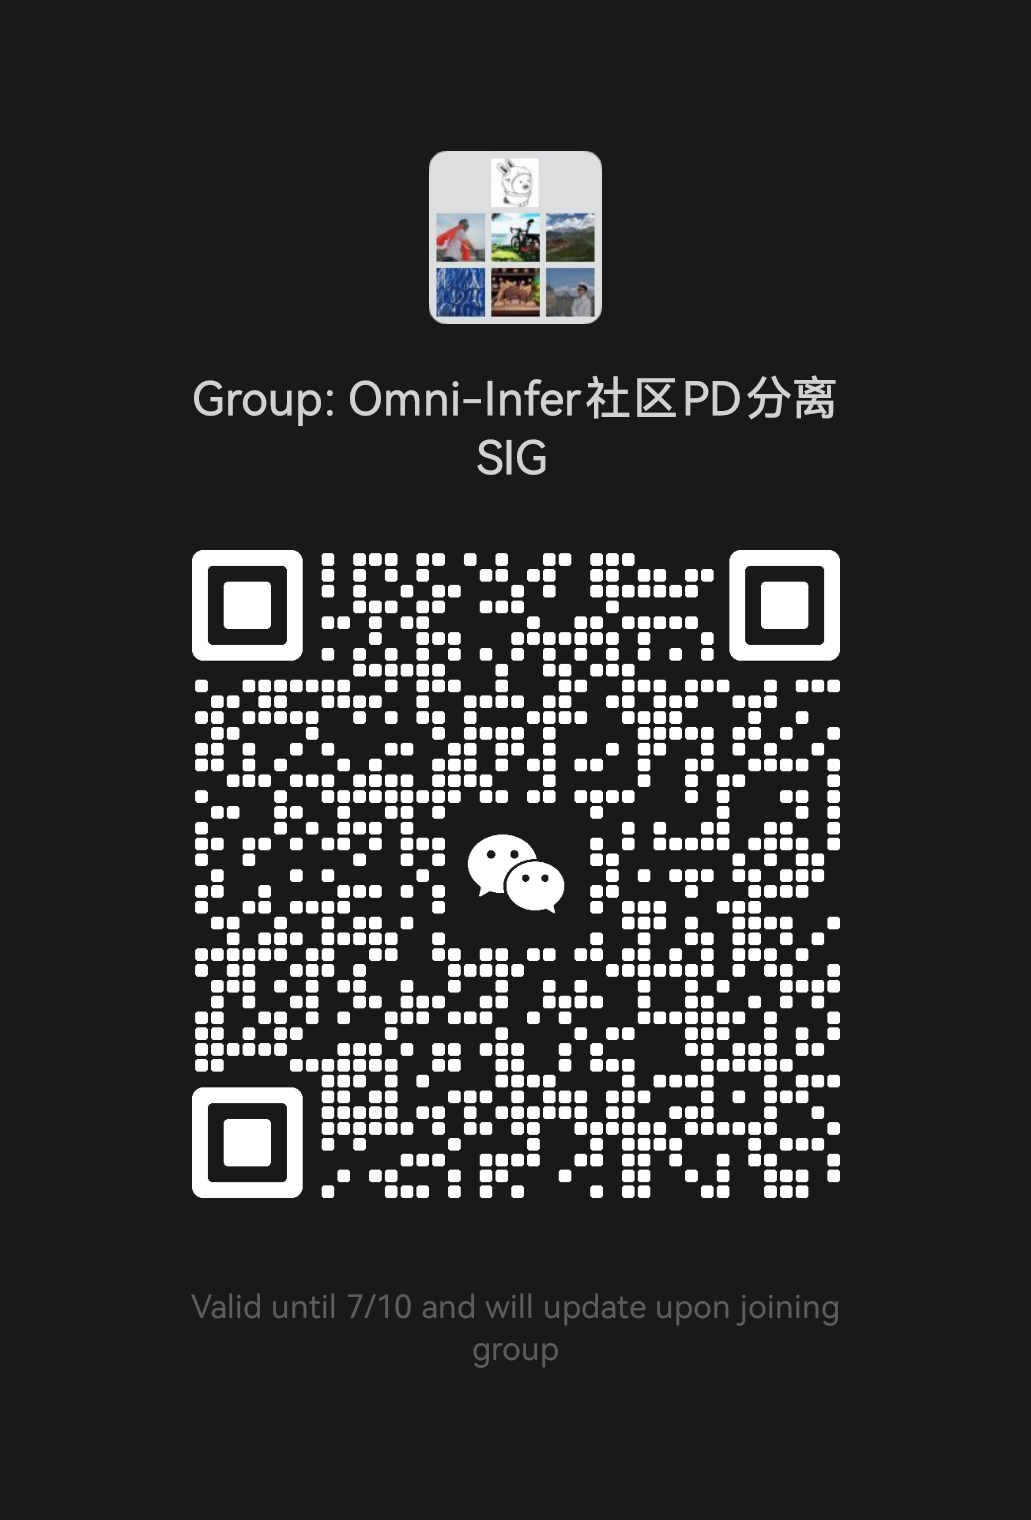 Group: Omni-Infer社区PD分离
SIG
Valid until 7/10 and will update upon joining
group